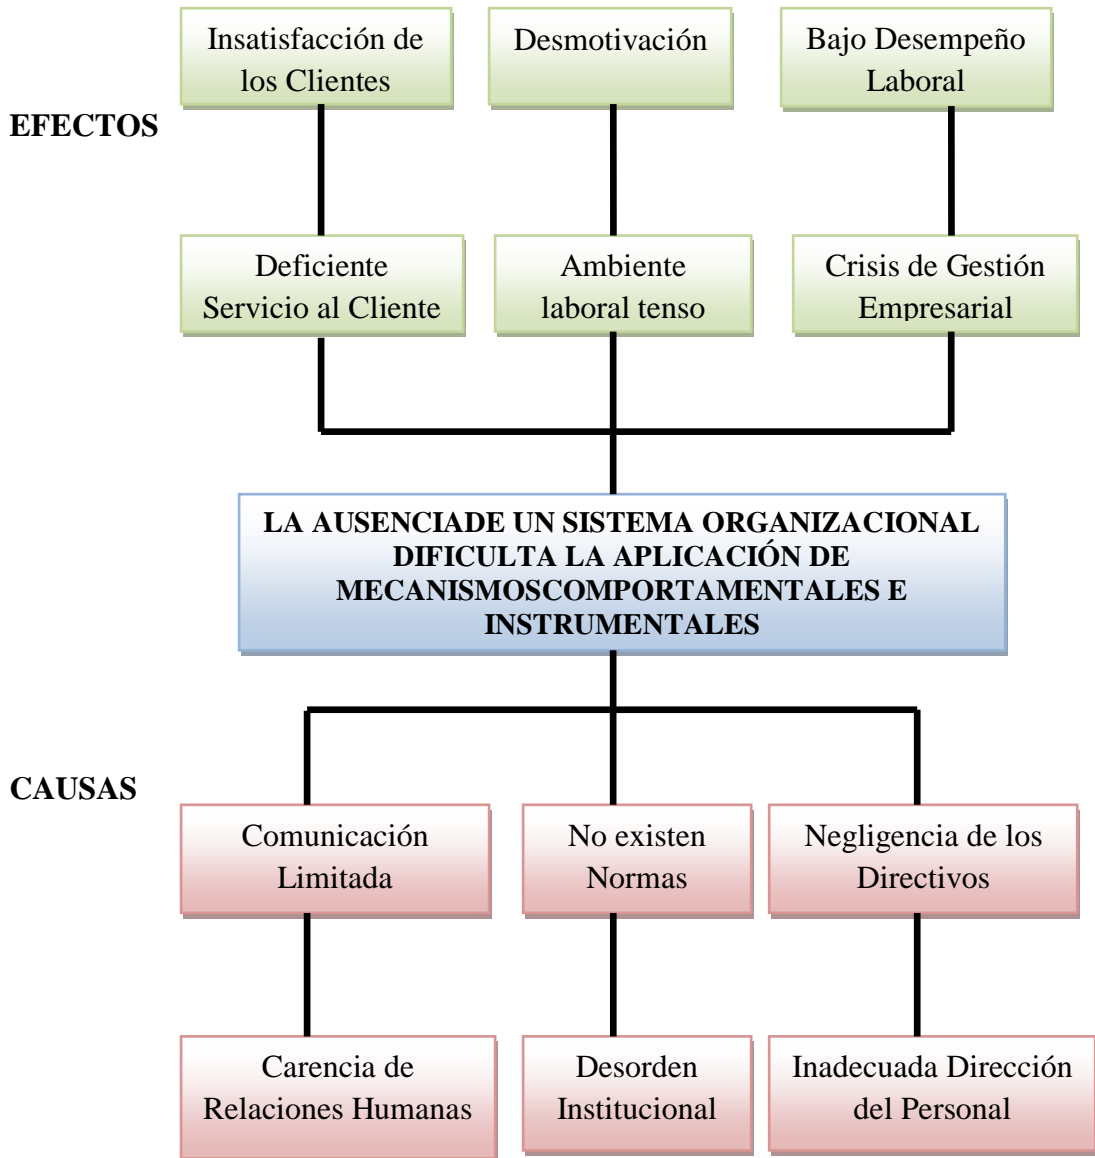 Insatisfacción de
los Clientes
Desmotivación
Bajo Desempeño
Laboral
EFECTOS
Deficiente
Servicio al Cliente
Ambiente
laboral tenso
Crisis de Gestión
Empresarial
LA AUSENCIADE UN SISTEMA ORGANIZACIONAL
DIFICULTA LA APLICACIÓN DE
MECANISMOSCOMPORTAMENTALES E
INSTRUMENTALES
CAUSAS
Comunicación
Limitada
No existen
Normas
Negligencia de los
Directivos
Carencia de
Relaciones Humanas
Desorden
Institucional
Inadecuada Dirección
del Personal